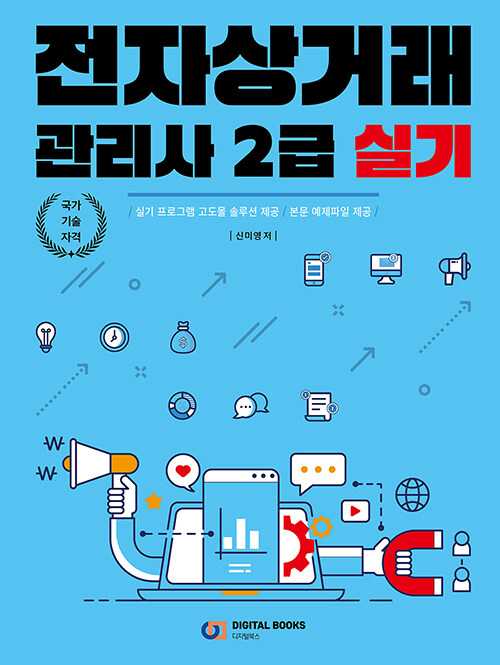 전자상거래
관리사 2급 실기
국가
기술
자격
/ 실기 프로그램 고도몰 솔루션 제공 / 본문 예제파일 제공 /
| 신미영 저 |
$
₩
₩
DIGITAL BOOKS
디지털북스